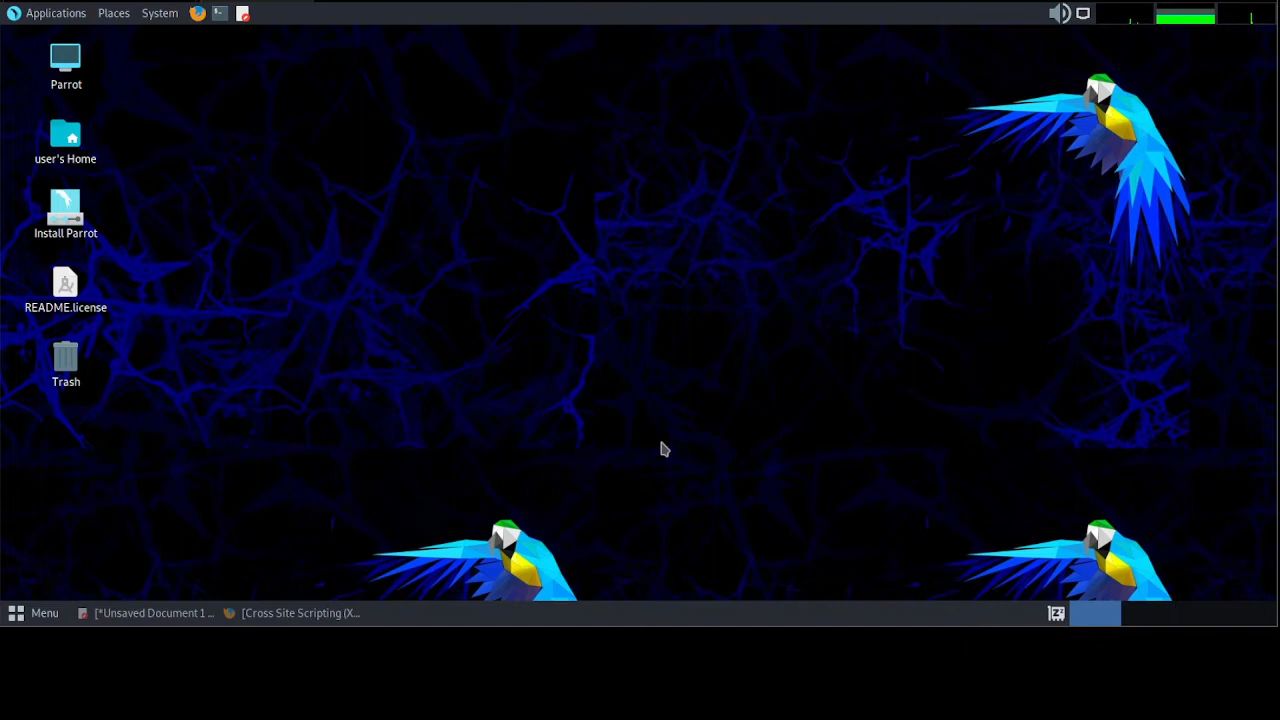 Applications Places System
Parrot
user's Home
Install Parrot
README.license
Trash
Menu [*Unsaved Document 1 ... [Cross Site Scripting (X...